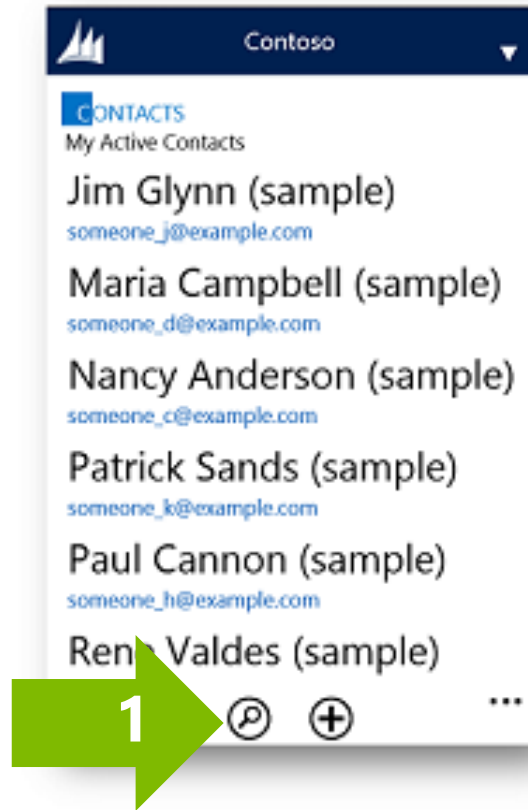 Contoso
CONTACTS
My Active Contacts
Jim Glynn (sample)
someone_j@example.com
Maria Campbell (sample)
someone_d@example.com
Nancy Anderson (sample)
someone_c@example.com
Patrick Sands (sample)
someone_k@example.com
Paul Cannon (sample)
someone_h@example.com
Rene Valdes (sample)
1
...